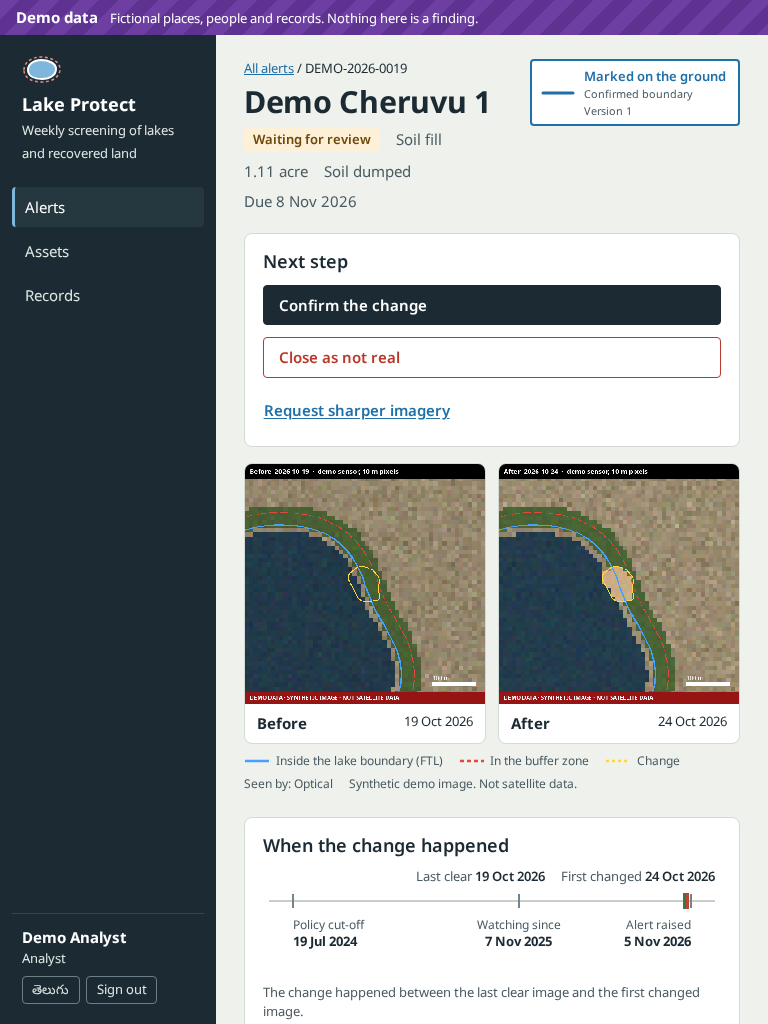 Demo data Fictional places, people and records. Nothing here is a finding.
Lake Protect
Weekly screening of lakes
and recovered land
Alerts
Assets
Records
Demo Analyst
Analyst
తెలుగు
Sign out
All alerts / DEMO-2026-0019
Demo Cheruvu 1
Waiting for review Soil fill
1.11 acre Soil dumped
Due 8 Nov 2026
Marked on the ground
Confirmed boundary
Version 1
Next step
Confirm the change
Close as not real
Request sharper imagery
Before 2026-10-19 · demo sensor, 10 m pixels
DEMO DATA · SYNTHETIC IMAGE · NOT SATELLITE DATA
Before 19 Oct 2026
After 2026-10-24 · demo sensor, 10 m pixels
DEMO DATA · SYNTHETIC IMAGE · NOT SATELLITE DATA
After 24 Oct 2026
Inside the lake boundary (FTL) In the buffer zone Change
Seen by: Optical Synthetic demo image. Not satellite data.
When the change happened
Last clear 19 Oct 2026 First changed 24 Oct 2026
Policy cut-off Watching since Alert raised
19 Jul 2024 7 Nov 2025 5 Nov 2026
The change happened between the last clear image and the first changed
image.